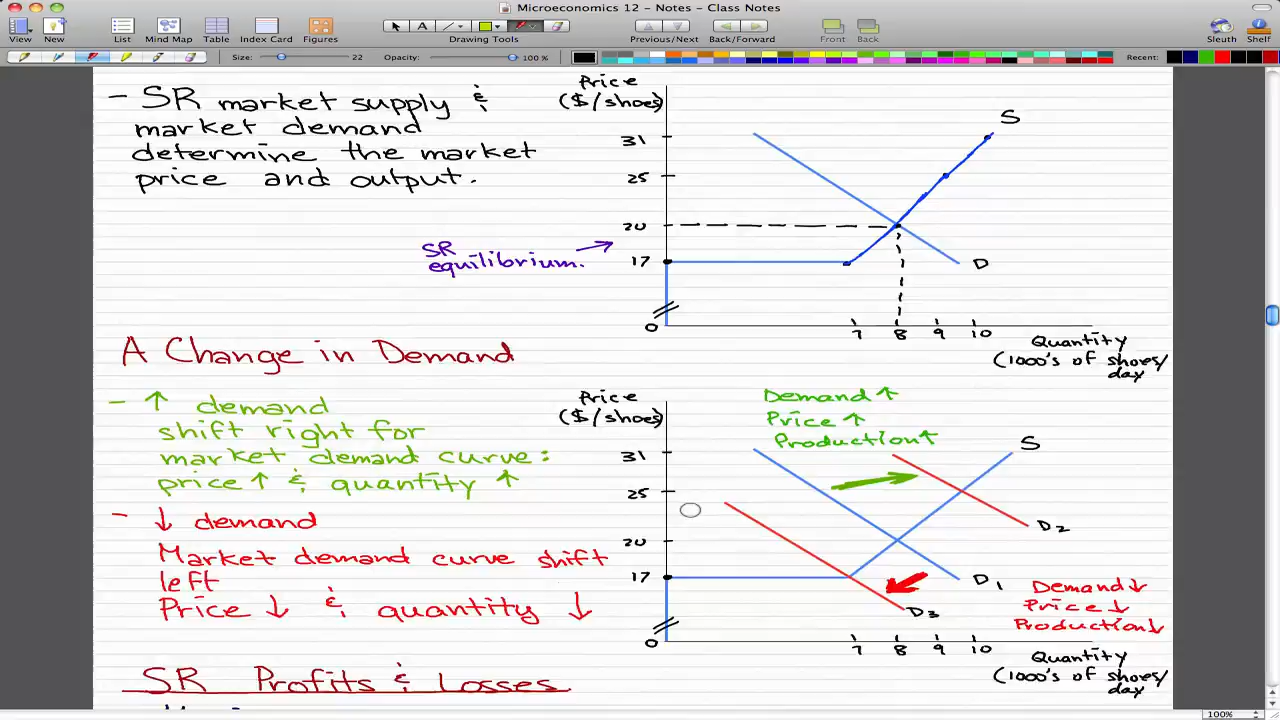 Microeconomics 12 - Notes - Class Notes
View New List Mind Map Table Index Card Figures Drawing Tools Previous/Next Back/Forward Front Back Sleuth Shelf
Size: 22 Opacity: 100 % Recent:
- SR market supply &
market demand
determine the market
price and output.
SR
equilibrium.
Price
($/shoes)
31
25
20
17
0
S
D
7 8 9 10
Quantity
(1000's of shoes/
day
A Change in Demand
- ↑ demand
shift right for
market demand curve:
price ↑ & quantity ↑
- ↓ demand
Market demand curve shift
left
Price ↓ & quantity ↓
Price
($/shoes)
31
25
20
17
0
Demand ↑
Price ↑
Production ↑
S
D2
D1
D3
Demand ↓
Price ↓
Production ↓
7 8 9 10
Quantity
(1000's of shoes/
day
SR Profits & Losses
100%